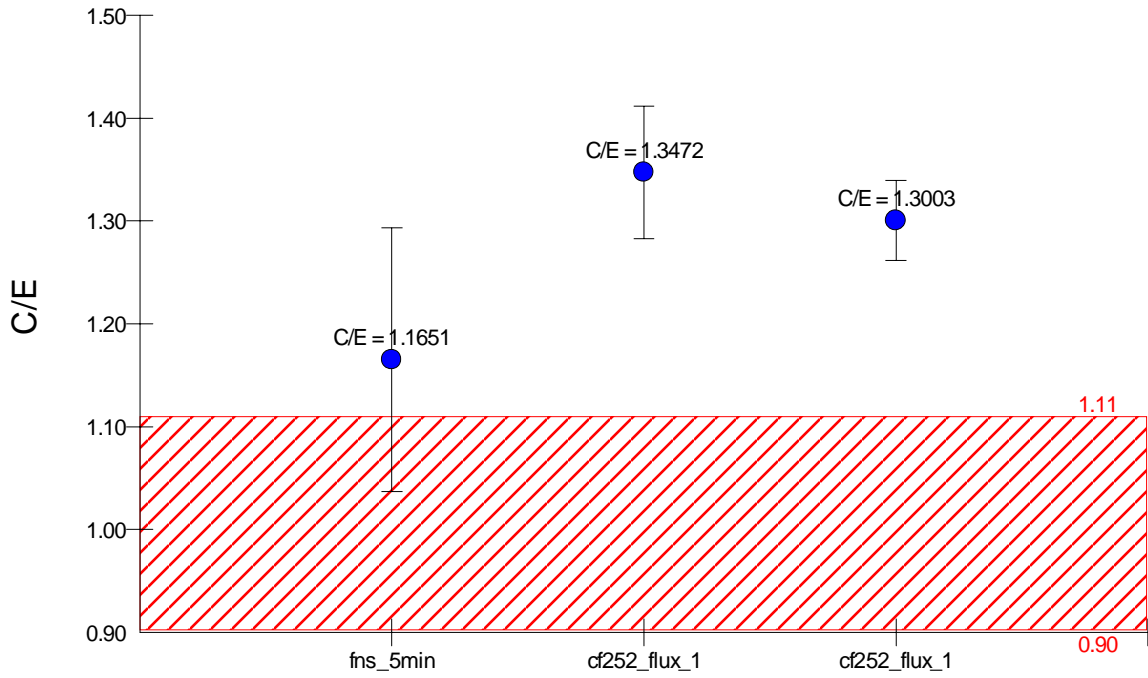 1.50
1.40
C/E = 1.3472
C/E = 1.3003
1.30
C/E
1.20
C/E = 1.1651
1.11
1.10
1.00
0.90
0.90
fns_5min
cf252_flux_1
cf252_flux_1